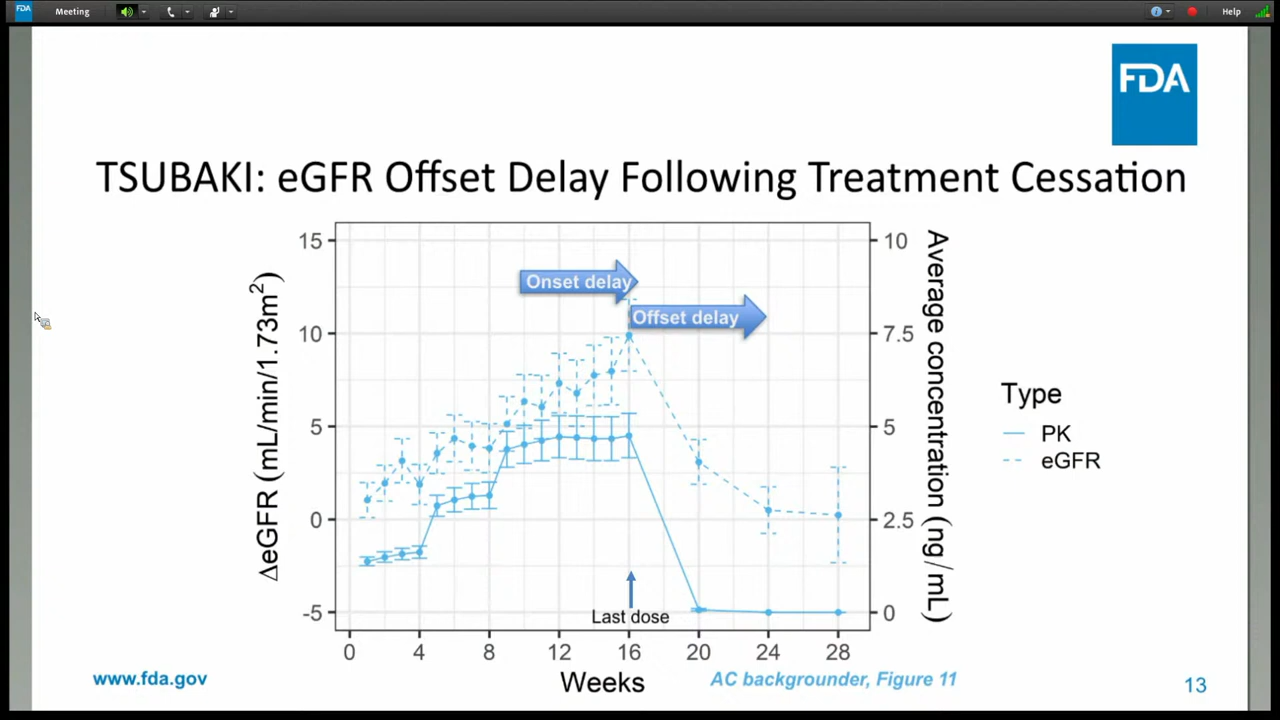 FDA
Meeting
Help
FDA
TSUBAKI: eGFR Offset Delay Following Treatment Cessation
15
10
5
0
-5
ΔeGFR (mL/min/1.73m²)
Onset delay
Offset delay
Last dose
10
7.5
5
2.5
0
Average concentration (ng/mL)
Type
PK
eGFR
0 4 8 12 16 20 24 28
Weeks
www.fda.gov
AC backgrounder, Figure 11
13